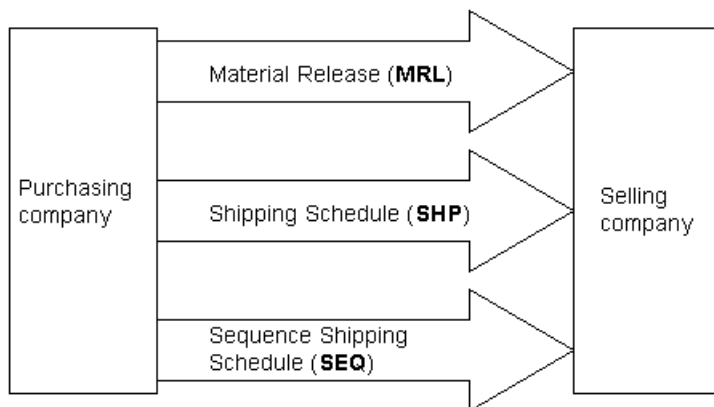 Material Release (MRL)
Purchasing
company
Shipping Schedule (SHP)
Selling
company
Sequence Shipping
Schedule (SEQ)